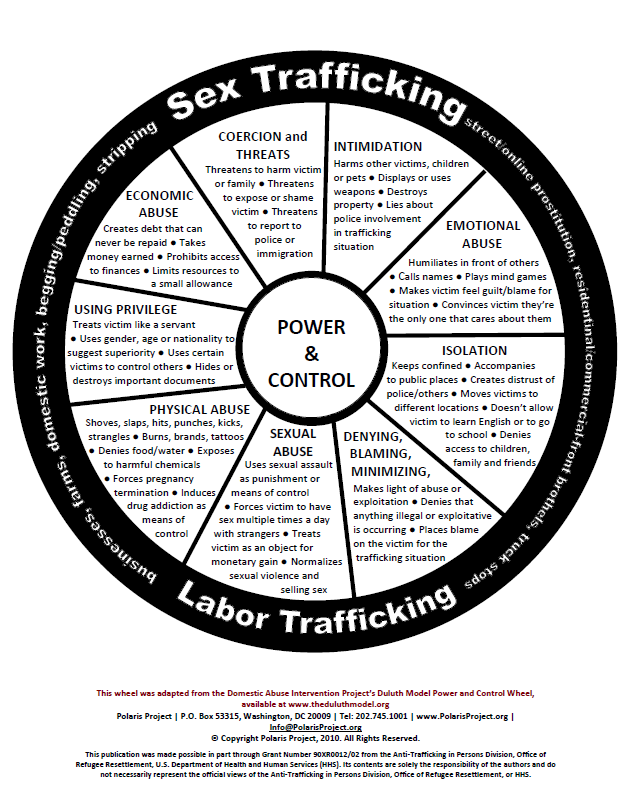 Sex Trafficking
street/online prostitution, residentinal/commercial-front brothels, truck stops
Labor Trafficking
businesses, farms, domestic work, begging/peddling, stripping
COERCION and
THREATS
Threatens to harm victim
or family ● Threatens
to expose or shame
victim ● Threatens
to report to
police or
immigration
INTIMIDATION
Harms other victims, children
or pets ● Displays or uses
weapons ● Destroys
property ● Lies about
police involvement
in trafficking
situation
EMOTIONAL
ABUSE
Humiliates in front of others
● Calls names ● Plays mind games
● Makes victim feel guilt/blame for
situation ● Convinces victim they're
the only one that cares about them
ISOLATION
Keeps confined ● Accompanies
to public places ● Creates distrust of
police/others ● Moves victims to
different locations ● Doesn't allow
victim to learn English or to go
to school ● Denies
access to children,
family and friends
DENYING,
BLAMING,
MINIMIZING,
Makes light of abuse or
exploitation ● Denies that
anything illegal or exploitative
is occurring ● Places blame
on the victim for the
trafficking situation
SEXUAL
ABUSE
Uses sexual assault
as punishment or
means of control
● Forces victim to have
sex multiple times a day
with strangers ● Treats
victim as an object for
monetary gain ● Normalizes
sexual violence and
selling sex
PHYSICAL ABUSE
Shoves, slaps, hits, punches, kicks,
strangles ● Burns, brands, tattoos
● Denies food/water ● Exposes
to harmful chemicals
● Forces pregnancy
termination ● Induces
drug addiction as
means of
control
USING PRIVILEGE
Treats victim like a servant
● Uses gender, age or nationality to
suggest superiority ● Uses certain
victims to control others ● Hides or
destroys important documents
ECONOMIC
ABUSE
Creates debt that can
never be repaid ● Takes
money earned ● Prohibits access
to finances ● Limits resources to
a small allowance
POWER
&
CONTROL
This wheel was adapted from the Domestic Abuse Intervention Project's Duluth Model Power and Control Wheel,
available at www.theduluthmodel.org
Polaris Project | P.O. Box 53315, Washington, DC 20009 | Tel: 202.745.1001 | www.PolarisProject.org |
Info@PolarisProject.org
© Copyright Polaris Project, 2010. All Rights Reserved.
This publication was made possible in part through Grant Number 90XR0012/02 from the Anti-Trafficking in Persons Division, Office of
Refugee Resettlement, U.S. Department of Health and Human Services (HHS). Its contents are solely the responsibility of the authors and do
not necessarily represent the official views of the Anti-Trafficking in Persons Division, Office of Refugee Resettlement, or HHS.